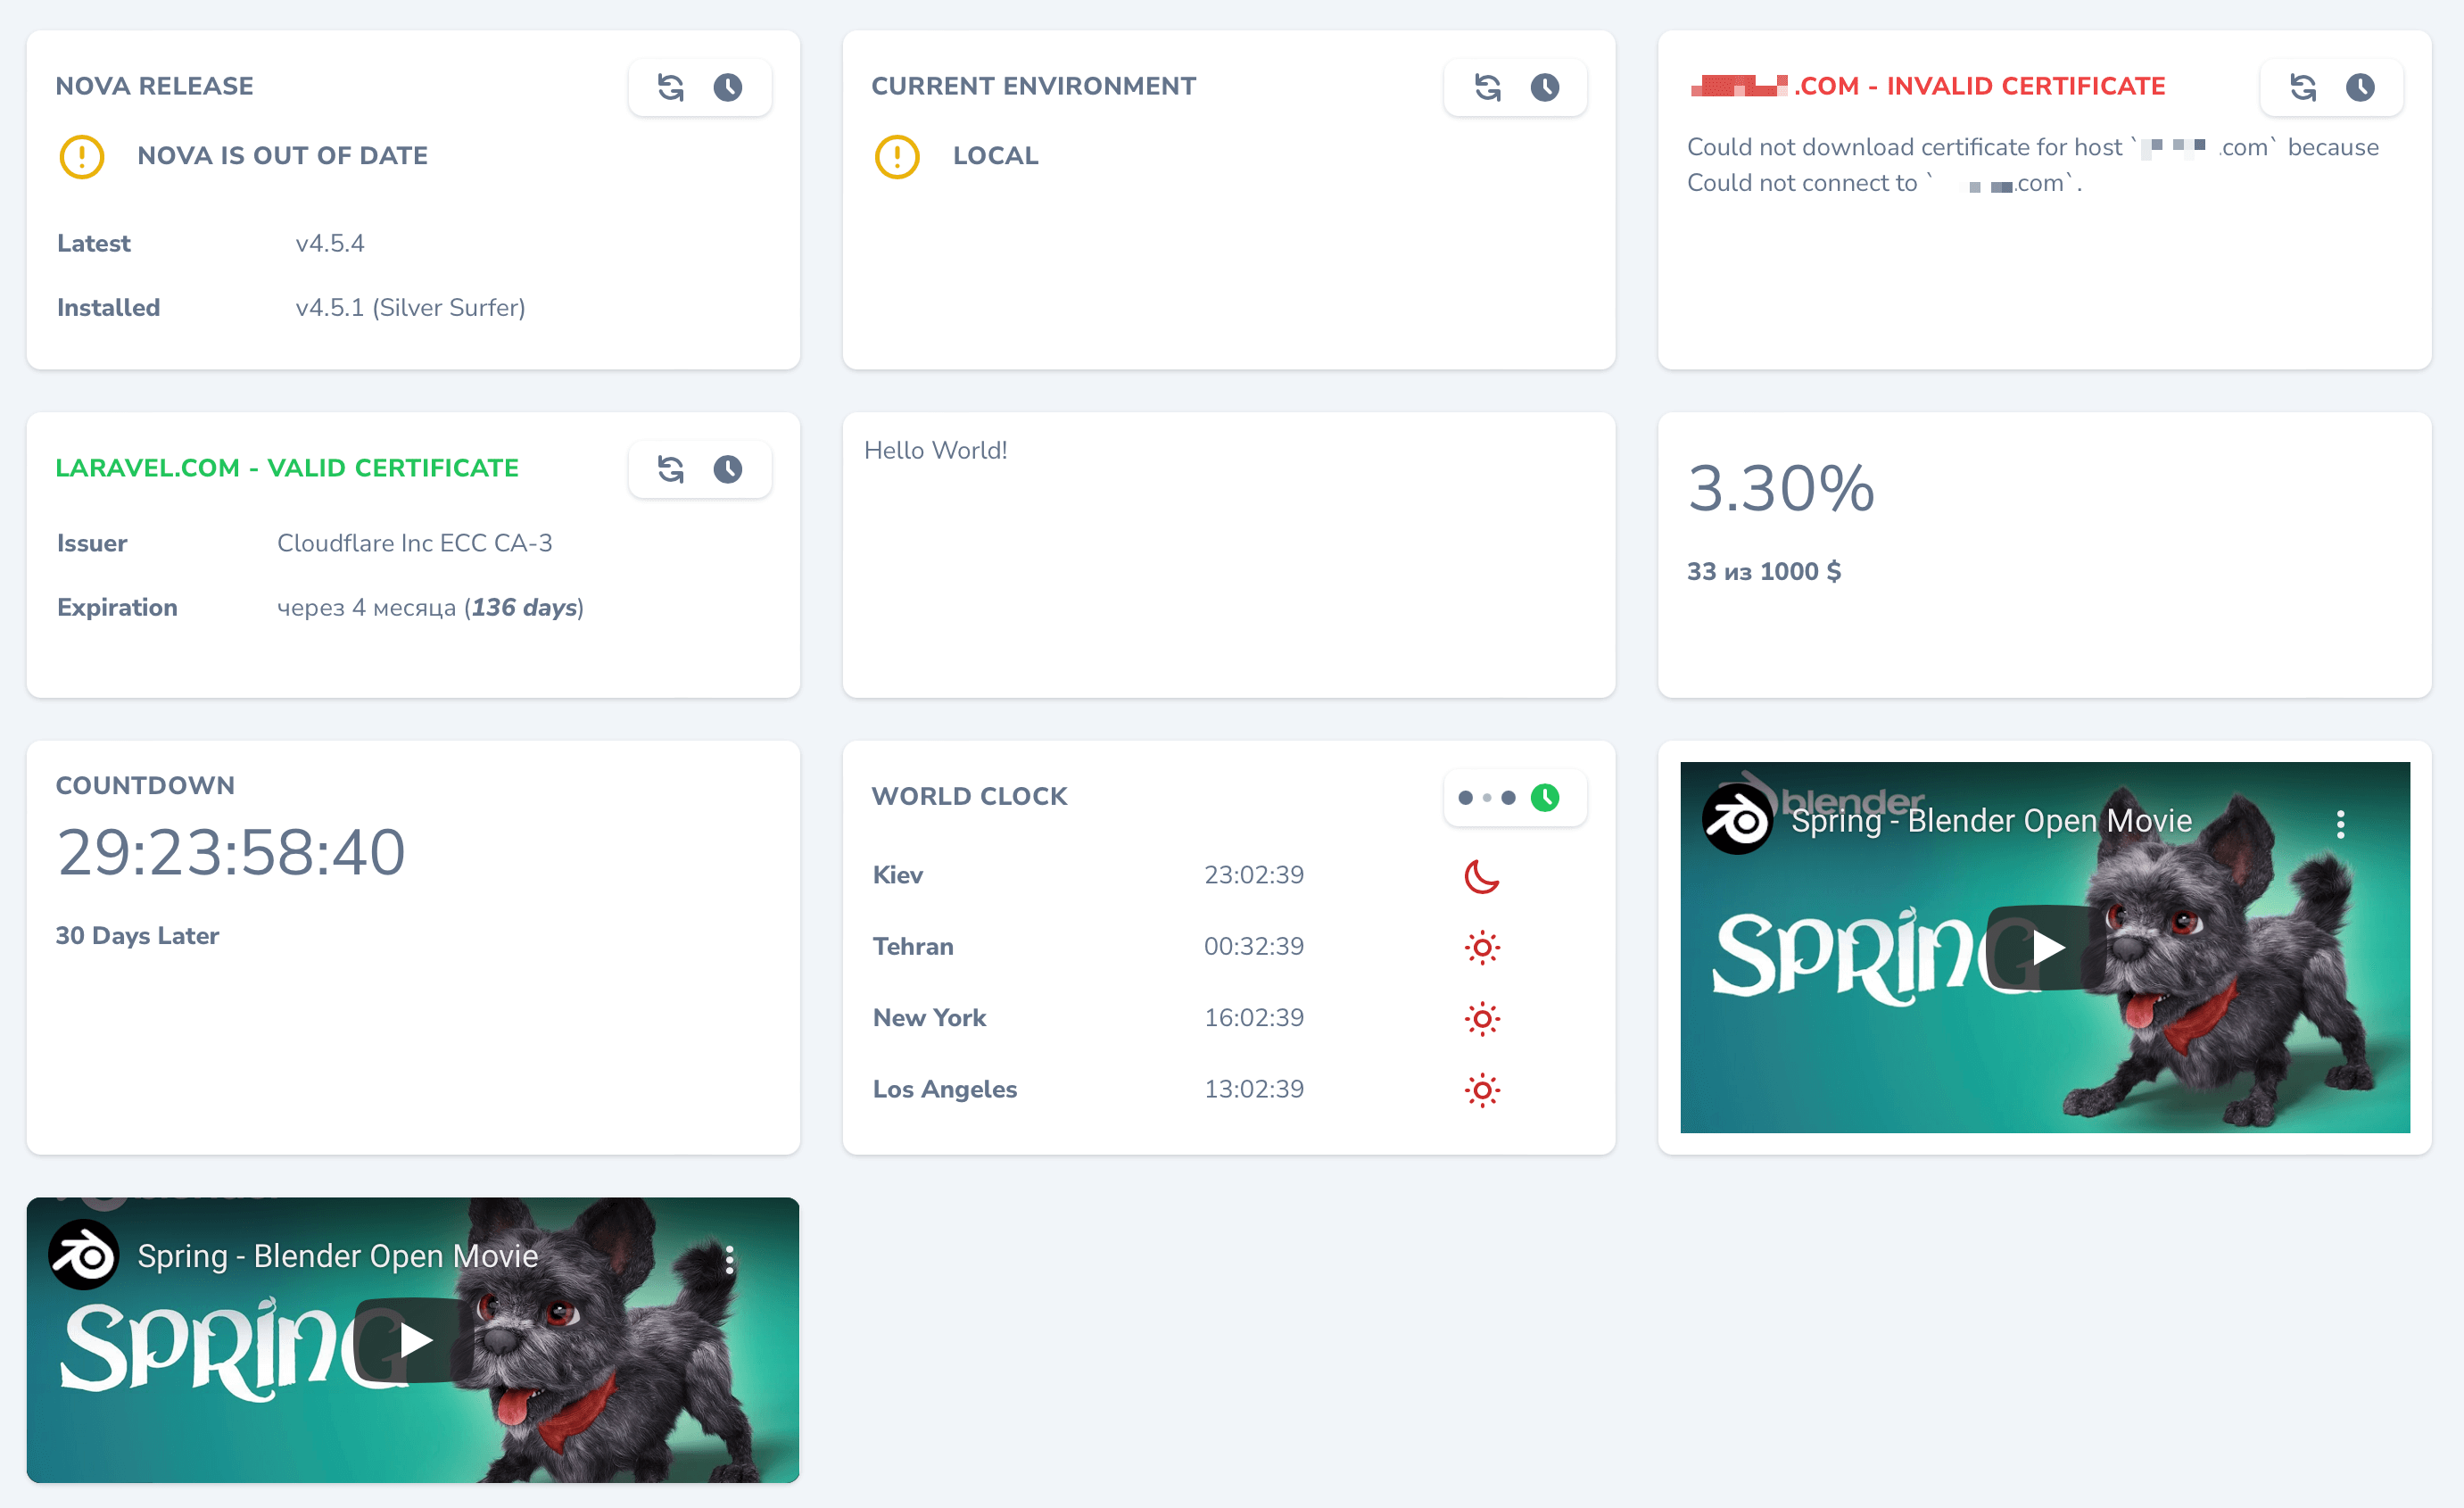 NOVA RELEASE
NOVA IS OUT OF DATE
Latest v4.5.4
Installed v4.5.1 (Silver Surfer)
CURRENT ENVIRONMENT
LOCAL
.COM - INVALID CERTIFICATE
Could not download certificate for host ` .com` because
Could not connect to ` .com`.
LARAVEL.COM - VALID CERTIFICATE
Issuer Cloudflare Inc ECC CA-3
Expiration через 4 месяца (136 days)
Hello World!
3.30%
33 из 1000 $
COUNTDOWN
29:23:58:40
30 Days Later
WORLD CLOCK
Kiev 23:02:39
Tehran 00:32:39
New York 16:02:39
Los Angeles 13:02:39
blender
Spring - Blender Open Movie
SPRING
Spring - Blender Open Movie
SPRING